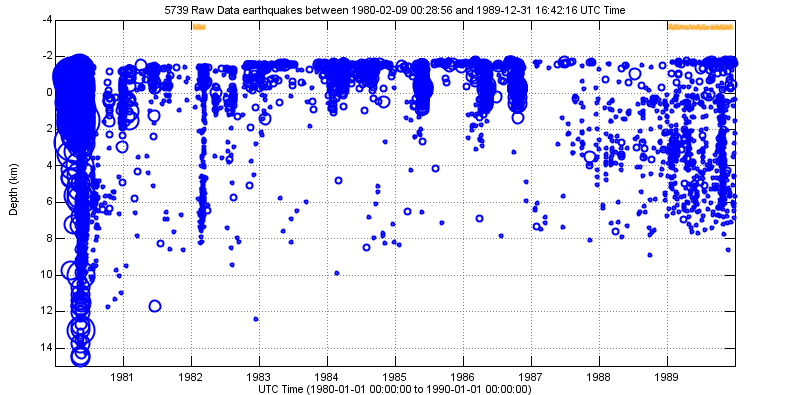 5739 Raw Data earthquakes between 1980-02-09 00:28:56 and 1989-12-31 16:42:16 UTC Time
-4
-2
0
2
4
6
8
10
12
14
Depth (km)
1981 1982 1983 1984 1985 1986 1987 1988 1989
UTC Time (1980-01-01 00:00:00 to 1990-01-01 00:00:00)